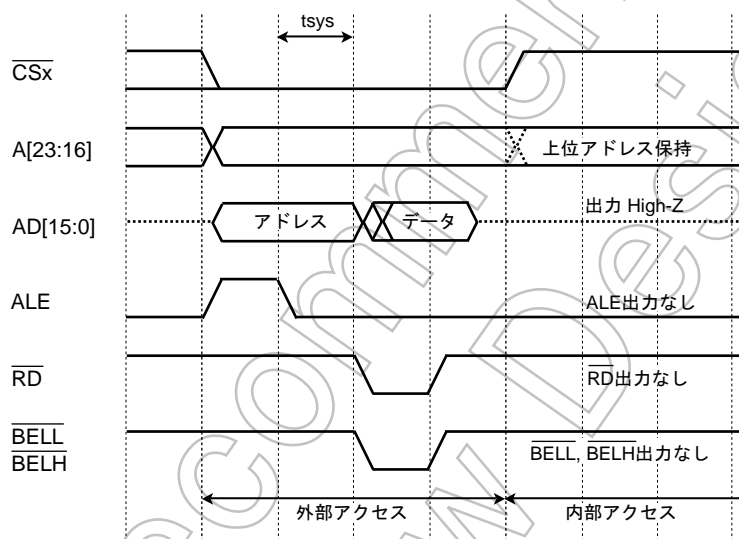 tsys
CSx
A[23:16]
上位アドレス保持
AD[15:0]
アドレス
データ
出力 High-Z
ALE
ALE出力なし
RD
RD出力なし
BELL
BELH
BELL, BELH出力なし
外部アクセス
内部アクセス